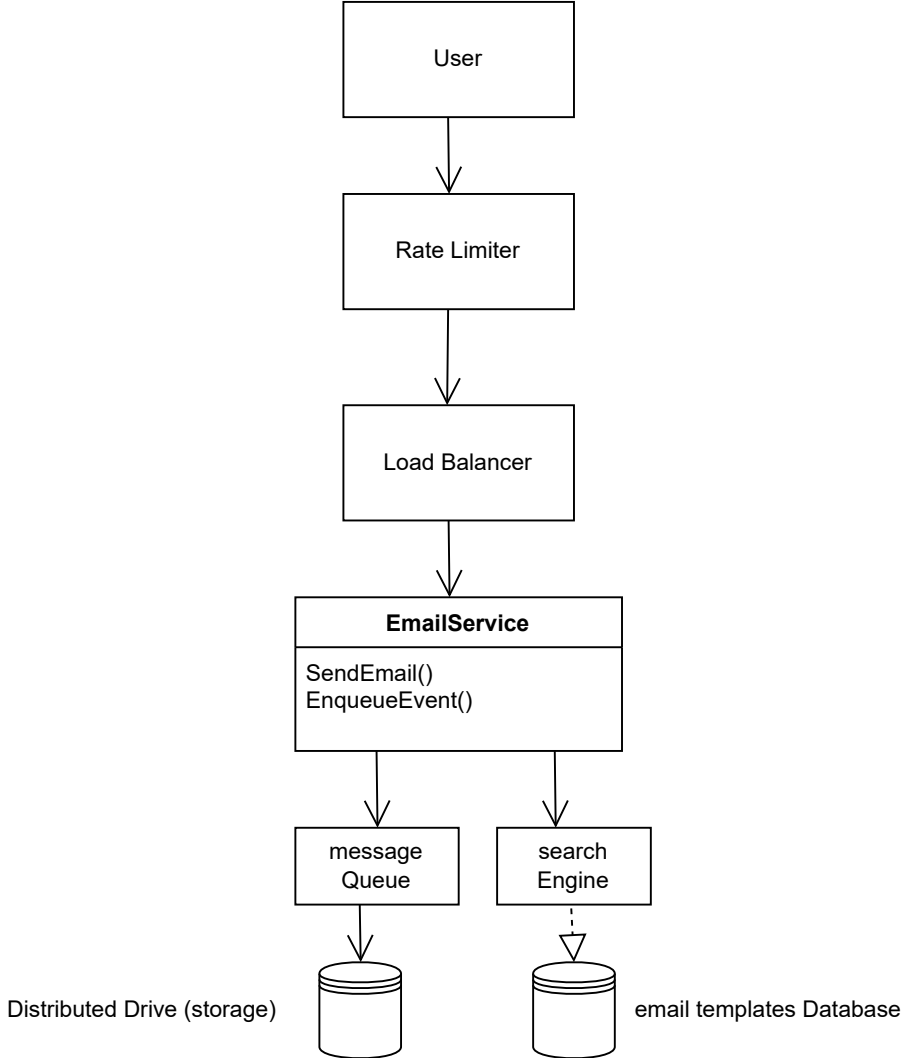 User
Rate Limiter
Load Balancer
EmailService
SendEmail()
EnqueueEvent()
message
Queue
search
Engine
Distributed Drive (storage)
email templates Database